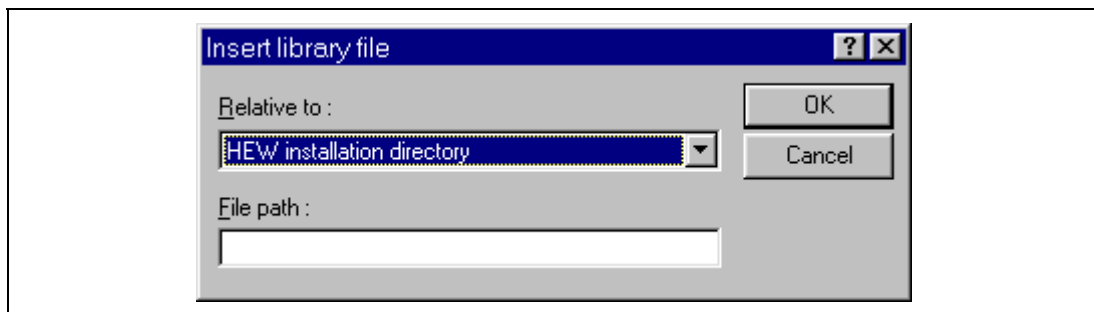 Insert library file
Relative to :
HEW installation directory
File path :
OK
Cancel